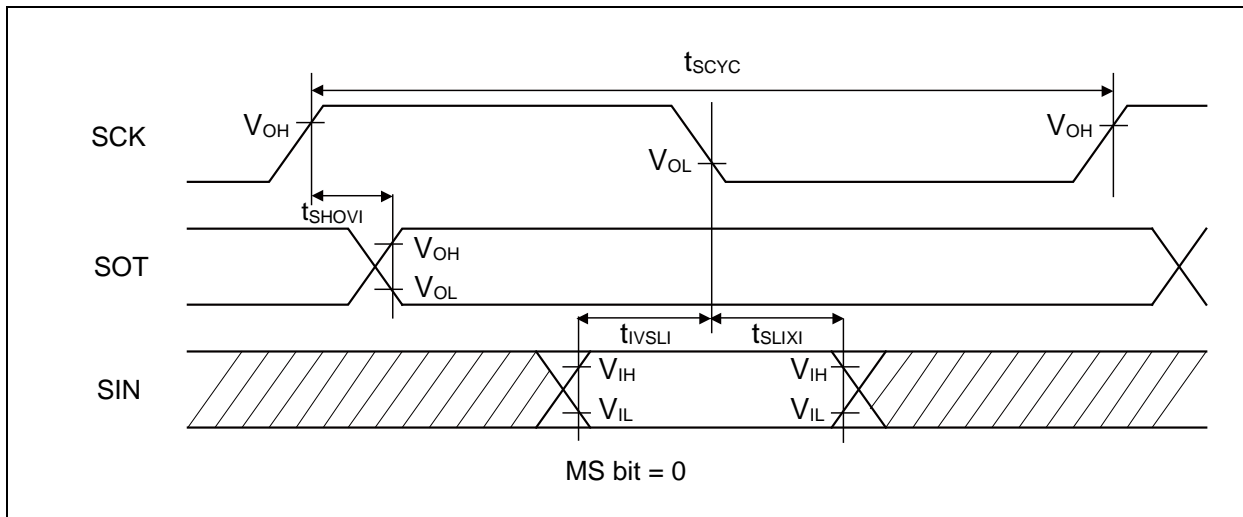 tSCYC
SCK
VOH
VOL
VOH
tSHOVI
SOT
VOH
VOL
tIVSLI
tSLIXI
SIN
VIH
VIL
VIH
VIL
MS bit = 0